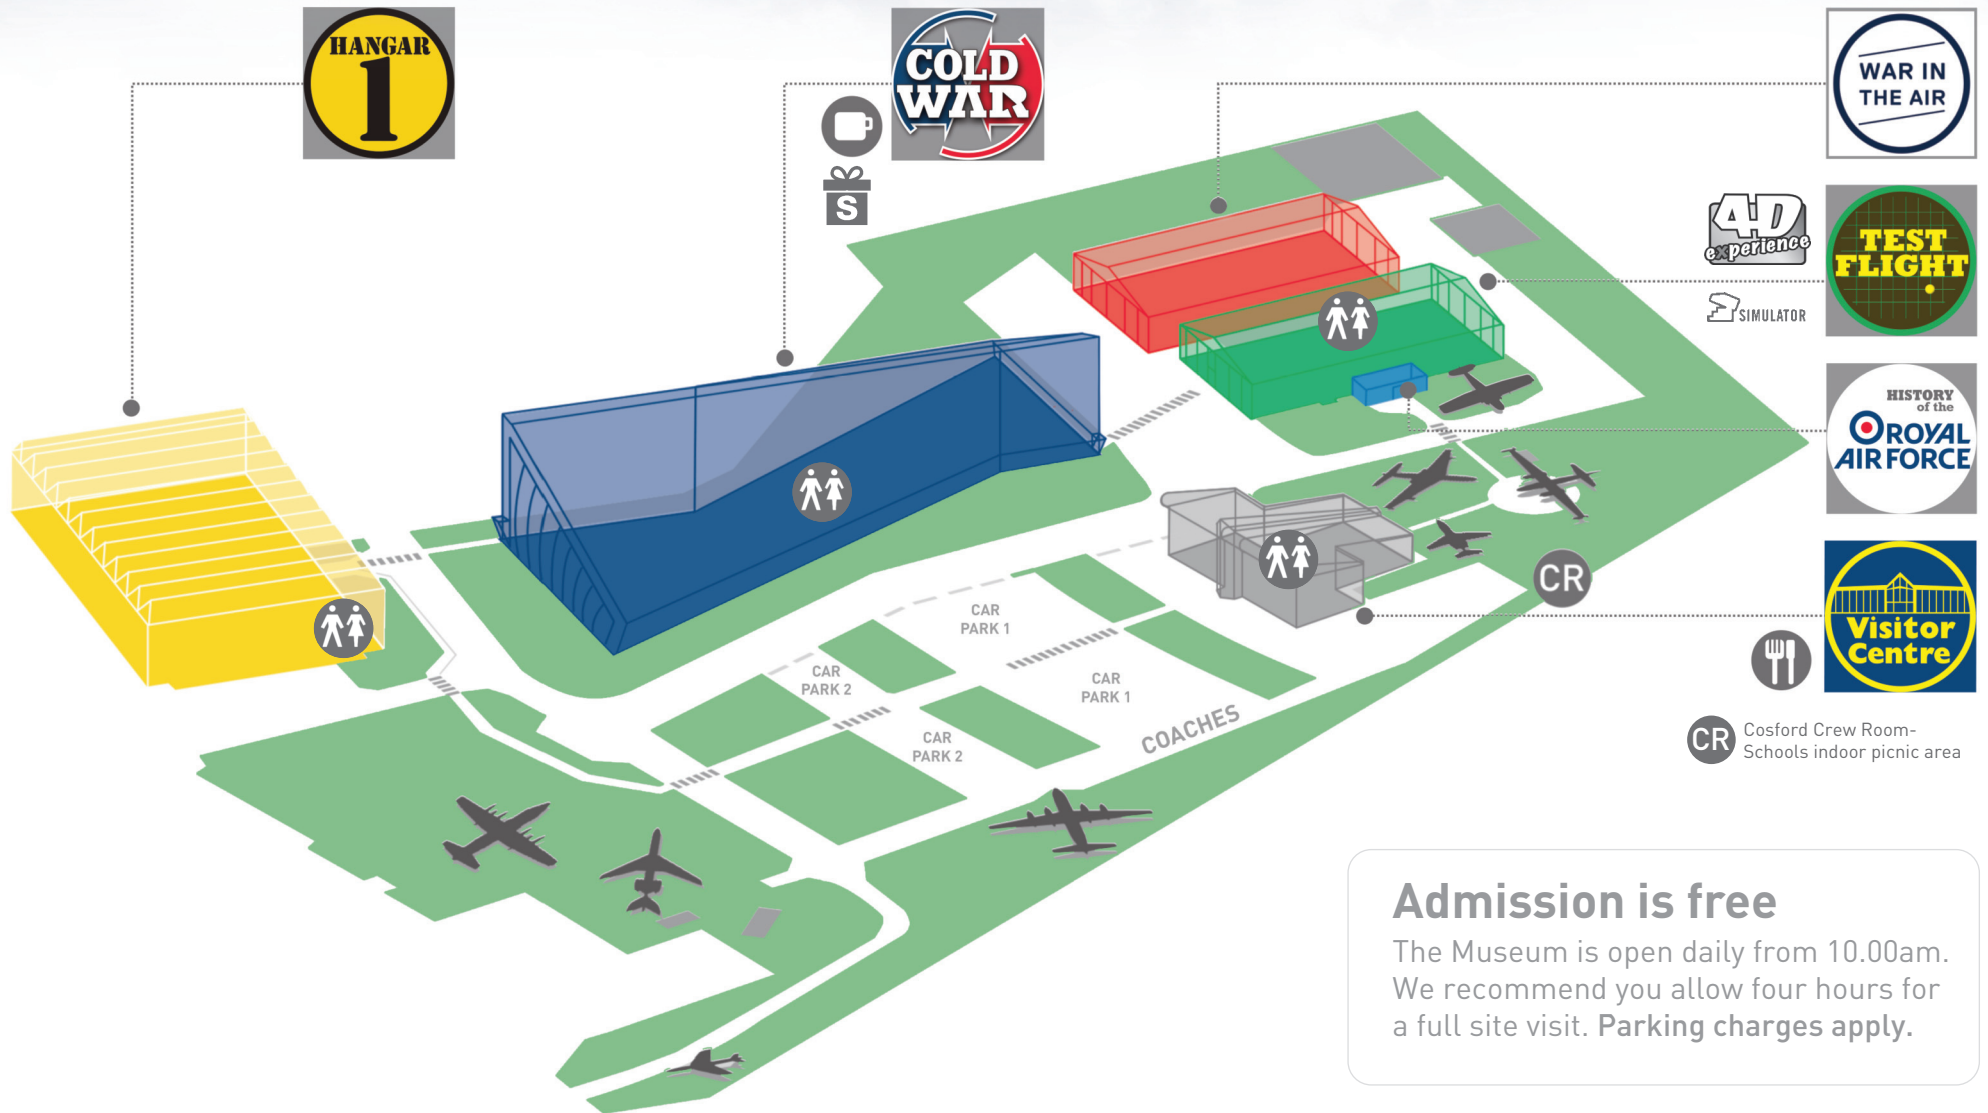 HANGAR
1
COLD
WAR
S
WAR IN
THE AIR
4D
experience
SIMULATOR
TEST
FLIGHT
HISTORY
of the
ROYAL
AIR FORCE
CR
Visitor
Centre
CR
Cosford Crew Room-
Schools indoor picnic area
CAR
PARK 1
CAR
PARK 2
CAR
PARK 1
CAR
PARK 2
COACHES
Admission is free
The Museum is open daily from 10.00am.
We recommend you allow four hours for
a full site visit. Parking charges apply.